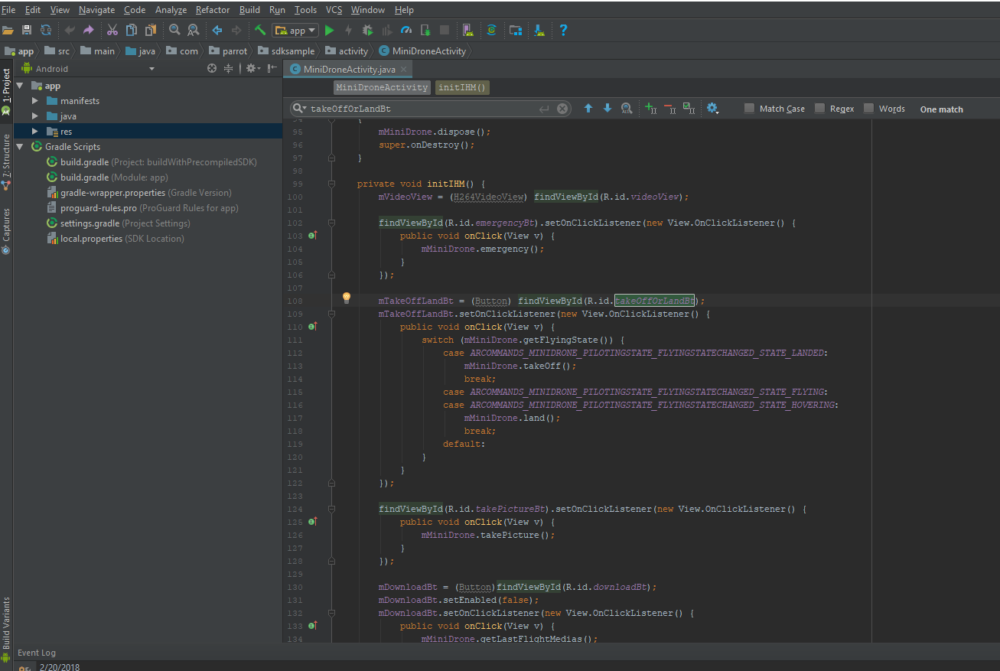 File Edit View Navigate Code Analyze Refactor Build Run Tools VCS Window Help
app
app src main java com parrot sdksample activity MiniDroneActivity
1: Project
7: Structure
Captures
Build Variants
Android
app
manifests
java
res
Gradle Scripts
build.gradle (Project: buildWithPrecompiledSDK)
build.gradle (Module: app)
gradle-wrapper.properties (Gradle Version)
proguard-rules.pro (ProGuard Rules for app)
settings.gradle (Project Settings)
local.properties (SDK Location)
MiniDroneActivity.java
MiniDroneActivity initIHM()
takeOffOrLandBt Match Case Regex Words One match
94 {
95 mMiniDrone.dispose();
96 super.onDestroy();
97 }
98
99 private void initIHM() {
100 mVideoView = (H264VideoView) findViewById(R.id.videoView);
101
102 findViewById(R.id.emergencyBt).setOnClickListener(new View.OnClickListener() {
103 public void onClick(View v) {
104 mMiniDrone.emergency();
105 }
106 });
107
108 mTakeOffLandBt = (Button) findViewById(R.id.takeOffOrLandBt);
109 mTakeOffLandBt.setOnClickListener(new View.OnClickListener() {
110 public void onClick(View v) {
111 switch (mMiniDrone.getFlyingState()) {
112 case ARCOMMANDS_MINIDRONE_PILOTINGSTATE_FLYINGSTATECHANGED_STATE_LANDED:
113 mMiniDrone.takeOff();
114 break;
115 case ARCOMMANDS_MINIDRONE_PILOTINGSTATE_FLYINGSTATECHANGED_STATE_FLYING:
116 case ARCOMMANDS_MINIDRONE_PILOTINGSTATE_FLYINGSTATECHANGED_STATE_HOVERING:
117 mMiniDrone.land();
118 break;
119 default:
120 }
121 }
122 });
123
124 findViewById(R.id.takePictureBt).setOnClickListener(new View.OnClickListener() {
125 public void onClick(View v) {
126 mMiniDrone.takePicture();
127 }
128 });
129
130 mDownloadBt = (Button)findViewById(R.id.downloadBt);
131 mDownloadBt.setEnabled(false);
132 mDownloadBt.setOnClickListener(new View.OnClickListener() {
133 public void onClick(View v) {
134 mMiniDrone.getLastFlightMedias();
Event Log
2/20/2018